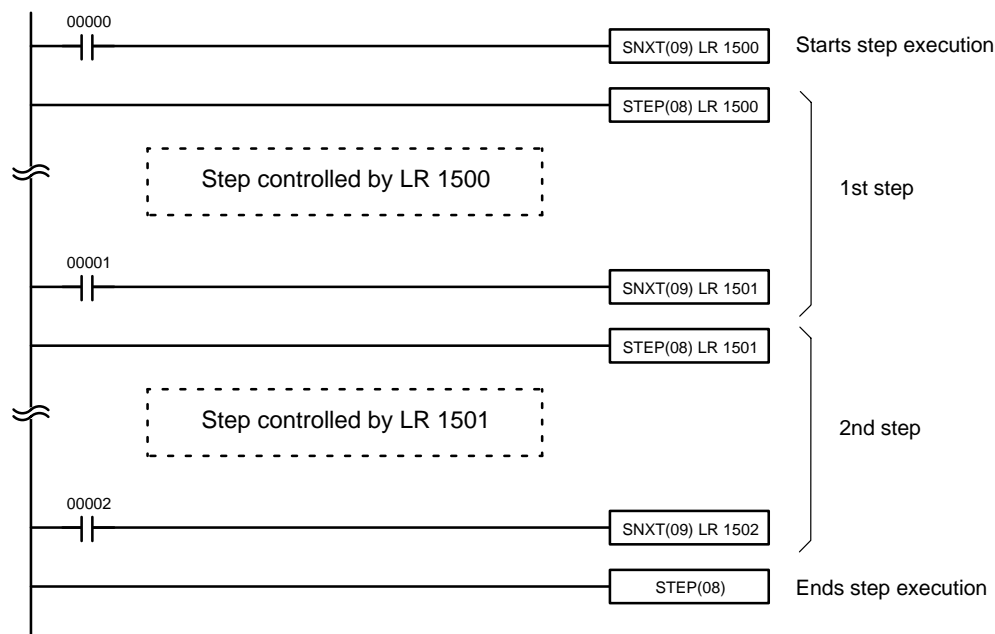 00000
SNXT(09) LR 1500
Starts step execution
STEP(08) LR 1500
Step controlled by LR 1500
1st step
00001
SNXT(09) LR 1501
STEP(08) LR 1501
Step controlled by LR 1501
2nd step
00002
SNXT(09) LR 1502
STEP(08)
Ends step execution